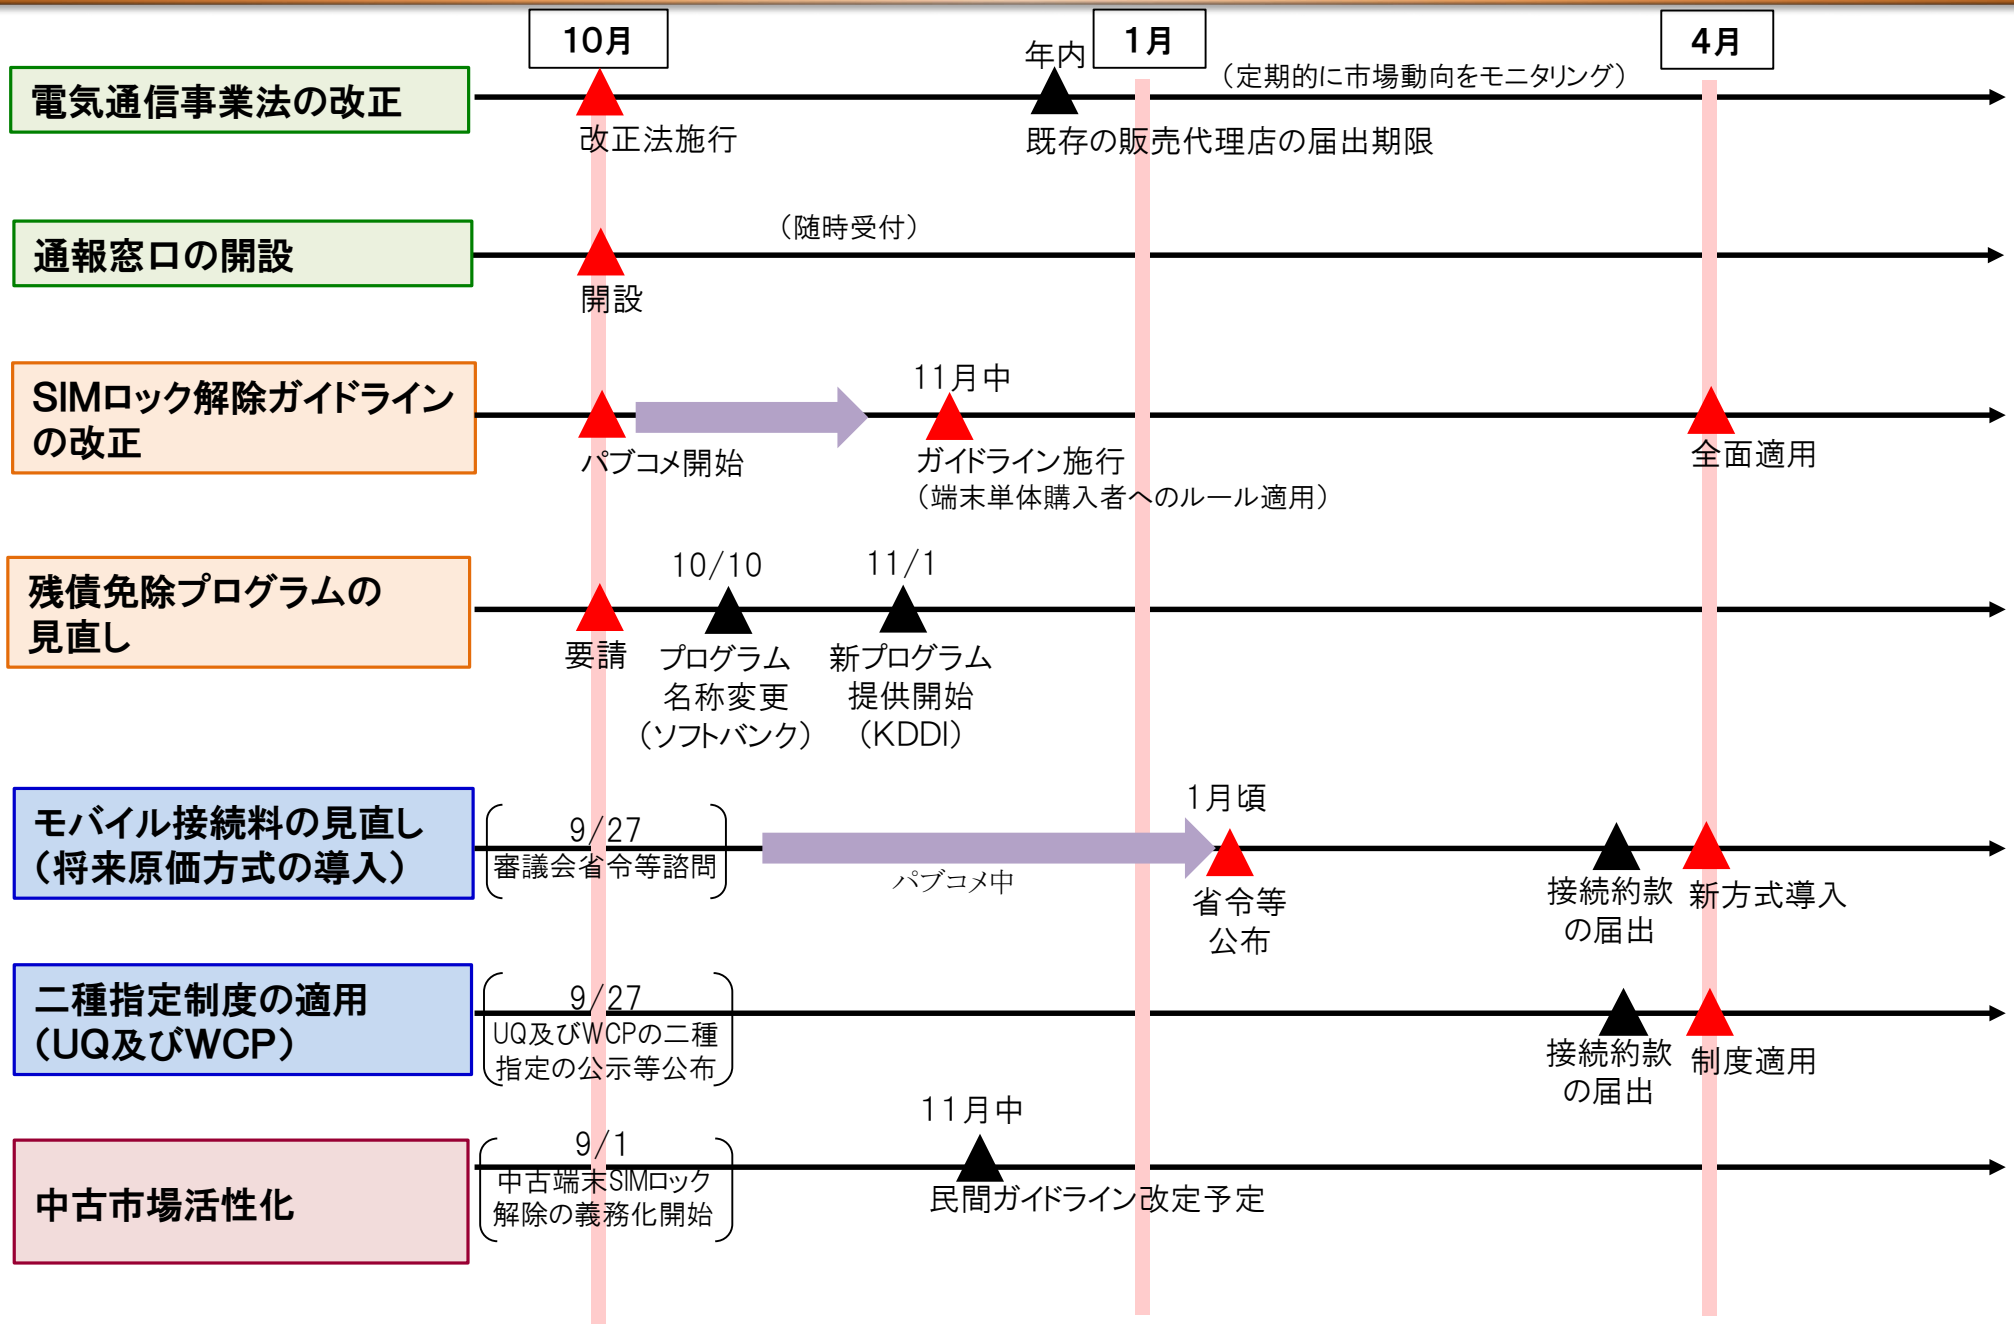 10月
1月
4月
電気通信事業法の改正
年内
（定期的に市場動向をモニタリング）
改正法施行
既存の販売代理店の届出期限
通報窓口の開設
（随時受付）
開設
SIMロック解除ガイドライン
の改正
11月中
パブコメ開始
ガイドライン施行
（端末単体購入者へのルール適用）
全面適用
残債免除プログラムの
見直し
10/10
11/1
要請
プログラム
名称変更
（ソフトバンク）
新プログラム
提供開始
（KDDI）
モバイル接続料の見直し
（将来原価方式の導入）
9/27
審議会省令等諮問
パブコメ中
1月頃
省令等
公布
接続約款
の届出
新方式導入
二種指定制度の適用
（UQ及びWCP）
9/27
UQ及びWCPの二種
指定の公示等公布
接続約款
の届出
制度適用
中古市場活性化
9/1
中古端末SIMロック
解除の義務化開始
11月中
民間ガイドライン改定予定